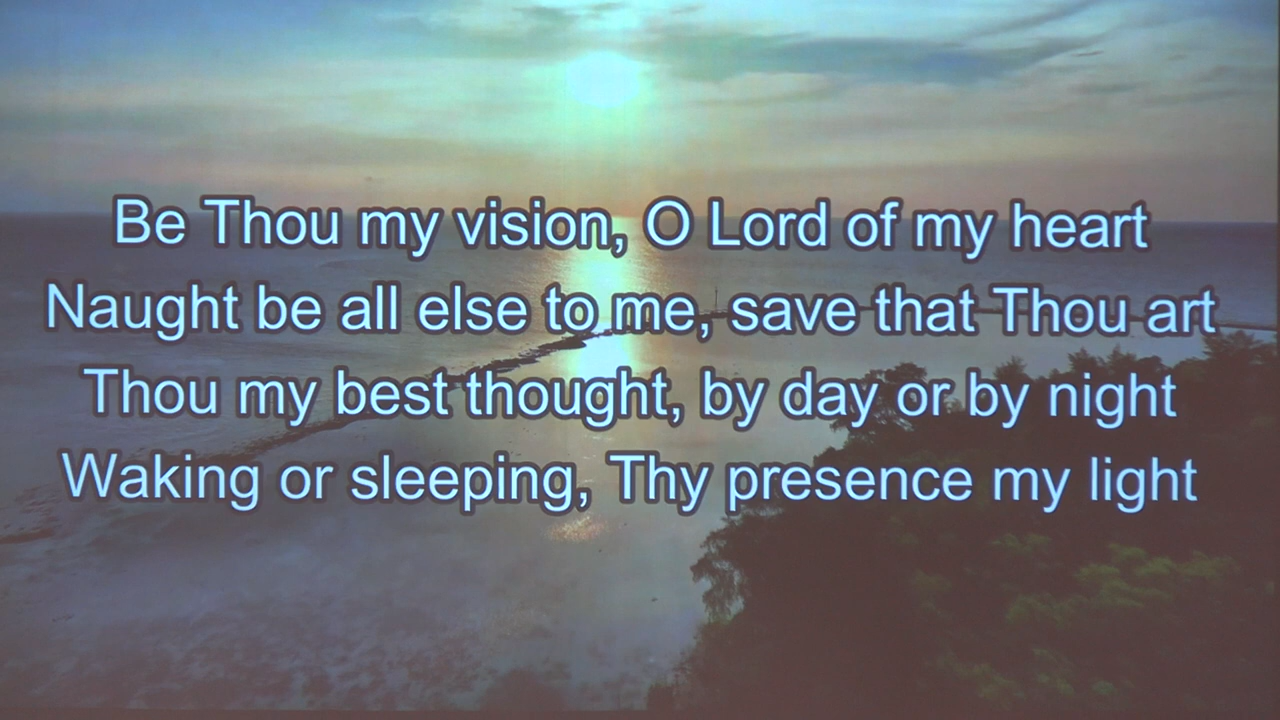 Be Thou my vision, O Lord of my heart
Naught be all else to me, save that Thou art
Thou my best thought, by day or by night
Waking or sleeping, Thy presence my light